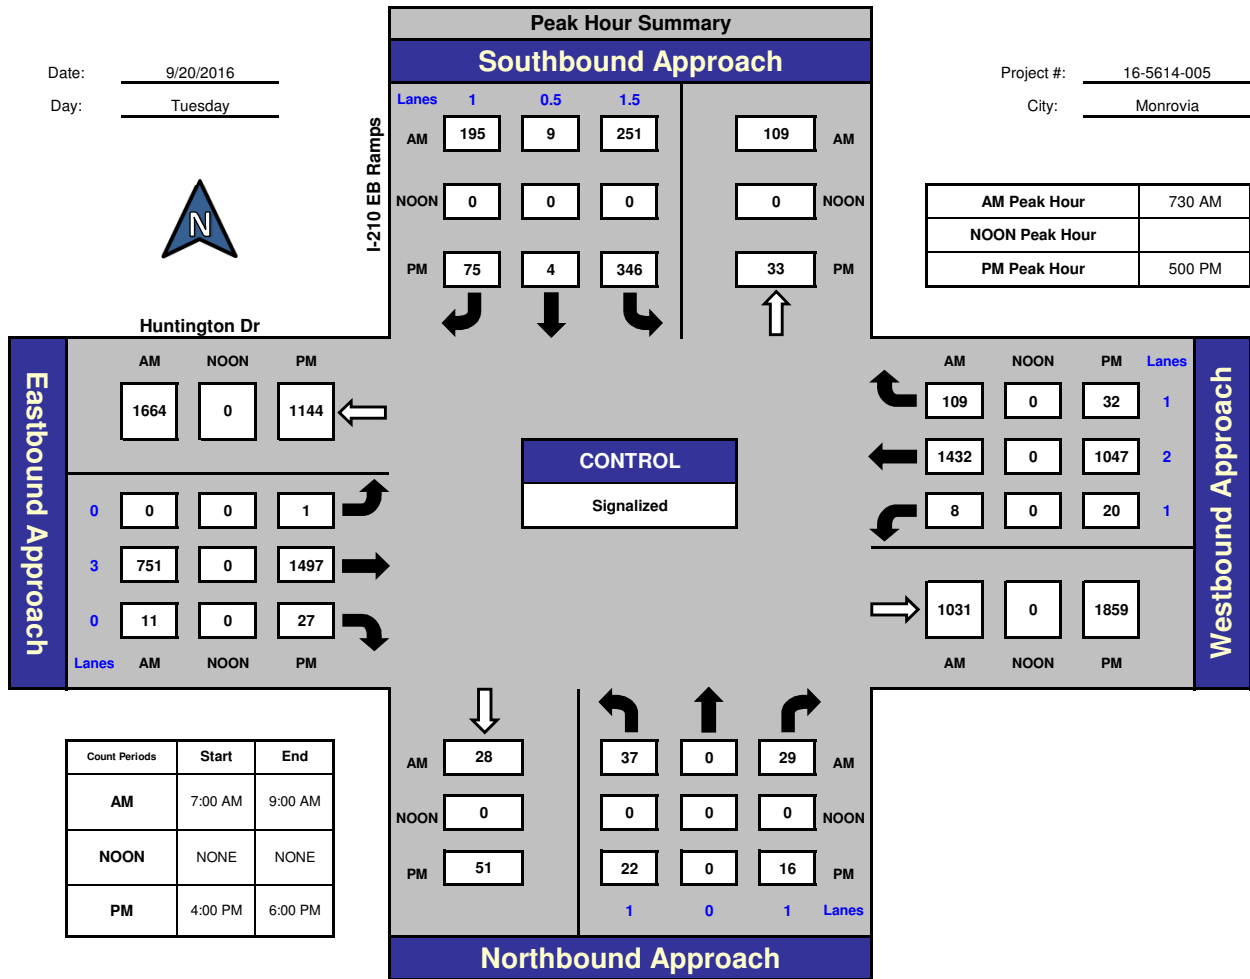 Peak Hour Summary
Southbound Approach
Date: 9/20/2016
Day: Tuesday
Project #: 16-5614-005
City: Monrovia
I-210 EB Ramps
Lanes 1 0.5 1.5
AM 195 9 251 109 AM
NOON 0 0 0 0 NOON
PM 75 4 346 33 PM
N
AM Peak Hour 730 AM
NOON Peak Hour
PM Peak Hour 500 PM
Huntington Dr
Eastbound Approach
AM NOON PM
1664 0 1144
0 0 0 1
3 751 0 1497
0 11 0 27
Lanes AM NOON PM
CONTROL
Signalized
AM NOON PM Lanes
109 0 32 1
1432 0 1047 2
8 0 20 1
1031 0 1859
AM NOON PM
Westbound Approach
Count Periods Start End
AM 7:00 AM 9:00 AM
NOON NONE NONE
PM 4:00 PM 6:00 PM
AM 28 37 0 29 AM
NOON 0 0 0 0 NOON
PM 51 22 0 16 PM
1 0 1 Lanes
Northbound Approach